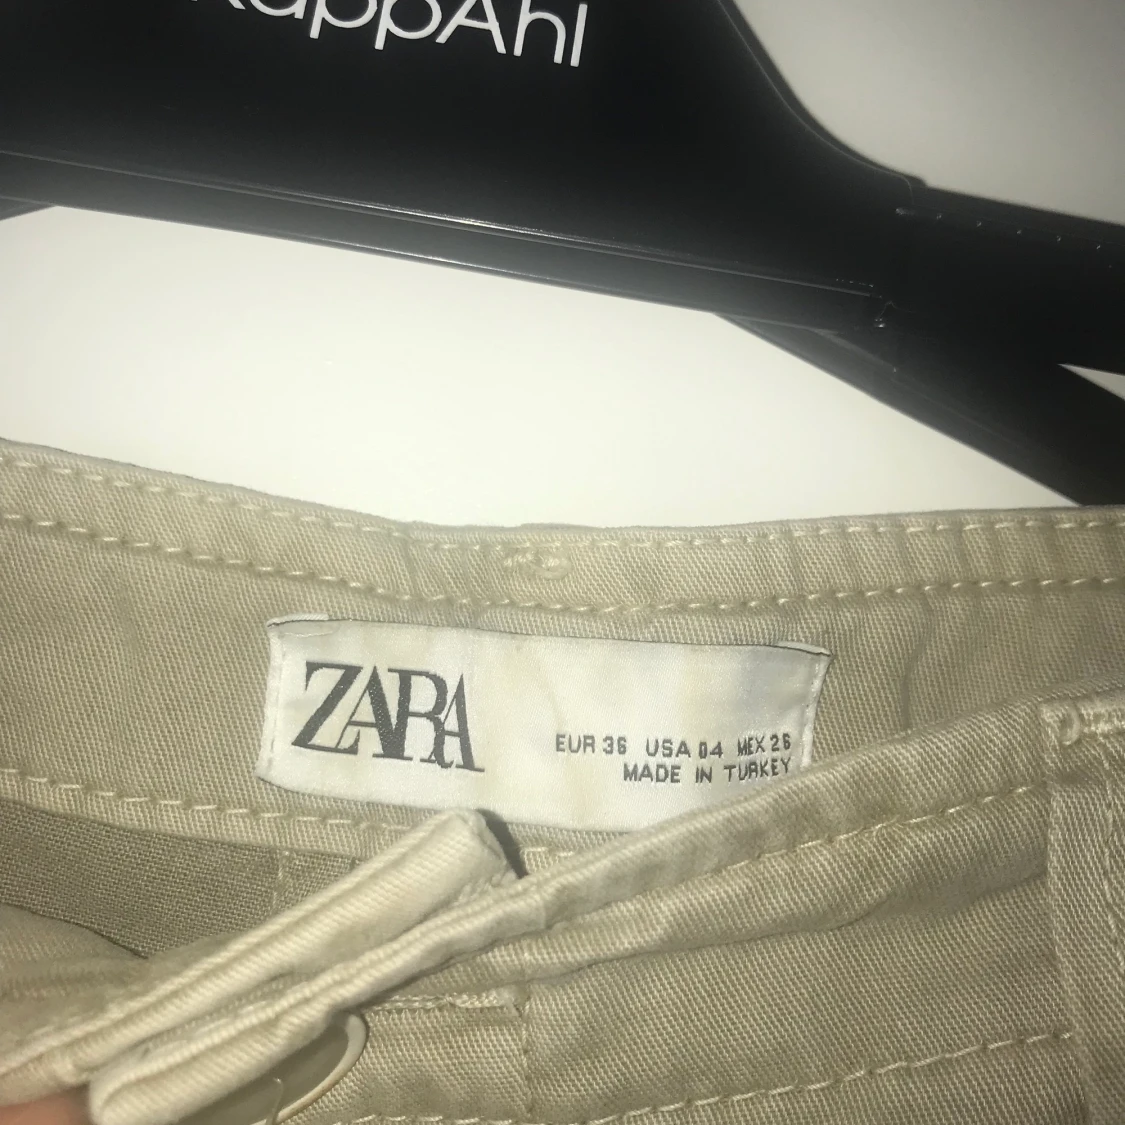 KappAhl
ZARA
EUR 36 USA 04 MEX 26
MADE IN TURKEY